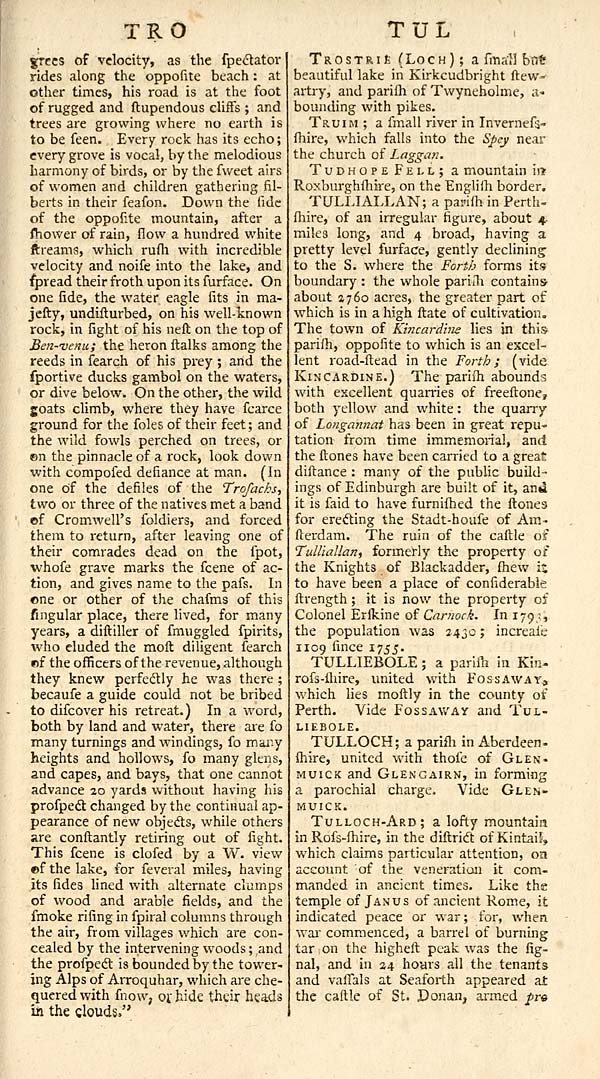 TRO
TUL
grees of velocity, as the ſpectator
rides along the oppoſite beach: at
other times, his road is at the foot
of rugged and ſtupendous cliffs; and
trees are growing where no earth is
to be ſeen. Every rock has its echo;
every grove is vocal, by the melodious
harmony of birds, or by the ſweet airs
of women and children gathering fil-
berts in their ſeaſon. Down the ſide
of the oppoſite mountain, after a
ſhower of rain, flow a hundred white
ſtreams, which ruſh with incredible
velocity and noiſe into the lake, and
ſpread their froth upon its ſurface. On
one ſide, the water eagle ſits in ma-
jeſty, undiſturbed, on his well-known
rock, in ſight of his neſt on the top of
Ben-venu; the heron ſtalks among the
reeds in ſearch of his prey; and the
ſportive ducks gambol on the waters,
or dive below. On the other, the wild
goats climb, where they have ſcarce
ground for the ſoles of their feet; and
the wild fowls perched on trees, or
on the pinnacle of a rock, look down
with compoſed defiance at man. (In
one of the defiles of the Troſachs,
two or three of the natives met a band
of Cromwell's ſoldiers, and forced
them to return, after leaving one of
their comrades dead on the ſpot,
whoſe grave marks the ſcene of ac-
tion, and gives name to the paſs. In
one or other of the chaſms of this
ſingular place, there lived, for many
years, a diſtiller of ſmuggled ſpirits,
who eluded the moſt diligent ſearch
of the officers of the revenue, although
they knew perfectly he was there;
becauſe a guide could not be bribed
to diſcover his retreat.) In a word,
both by land and water, there are ſo
many turnings and windings, ſo many
heights and hollows, ſo many glens,
and capes, and bays, that one cannot
advance 20 yards without having his
proſpect changed by the continual ap-
pearance of new objects, while others
are conſtantly retiring out of ſight.
This ſcene is cloſed by a W. view
of the lake, for ſeveral miles, having
its ſides lined with alternate clumps
of wood and arable fields, and the
ſmoke riſing in ſpiral columns through
the air, from villages which are con-
cealed by the intervening woods; and
the proſpect is bounded by the tower-
ing Alps of Arroquhar, which are che-
quered with ſnow, or hide their heads
in the clouds."
TROSTRIE (LOCH); a ſmall but
beautiful lake in Kirkcudbright ſtew-
artry, and pariſh of Twyneholme, a-
bounding with pikes.
TRUIM; a ſmall river in Inverneſs-
ſhire, which falls into the Spey near
the church of Laggan.
TUDHOPE FELL; a mountain in
Roxburghſhire, on the Engliſh border.
TULLIALLAN; a pariſh in Perth-
ſhire, of an irregular figure, about 4
miles long, and 4 broad, having a
pretty level ſurface, gently declining
to the S. where the Forth forms its
boundary: the whole pariſh contains
about 2760 acres, the greater part of
which is in a high ſtate of cultivation.
The town of Kincardine lies in this
pariſh, oppoſite to which is an excel-
lent road-ſtead in the Forth; (vide
KINCARDINE.) The pariſh abounds
with excellent quarries of freeſtone,
both yellow and white: the quarry
of Longannat has been in great repu-
tation from time immemorial, and
the ſtones have been carried to a great
diſtance: many of the public build-
ings of Edinburgh are built of it, and
it is ſaid to have furniſhed the ſtones
for erecting the Stadt-houſe of Am-
ſterdam. The ruin of the caſtle of
Tulliallan, formerly the property of
the Knights of Blackadder, ſhew it
to have been a place of conſiderable
ſtrength; it is now the property of
Colonel Erſkine of Carnock. In 1793,
the population was 2430; increaſe
1109 ſince 1755.
TULLIEBOLE; a pariſh in Kin-
roſs-ſhire, united with FOSSAWAY,
which lies moſtly in the county of
Perth. Vide FOSSAWAY and TUL-
LIEBOLE.
TULLOCH; a pariſh in Aberdeen-
ſhire, united with thoſe of GLEN-
MUICK and GLENGAIRN, in forming
a parochial charge. Vide GLEN-
MUICK.
TULLOCH-ARD; a lofty mountain
in Roſs-ſhire, in the diſtrict of Kintail,
which claims particular attention, on
account of the veneration it com-
manded in ancient times. Like the
temple of JANUS of ancient Rome, it
indicated peace or war; for, when
war commenced, a barrel of burning
tar on the higheſt peak was the ſig-
nal, and in 24 hours all the tenants
and vaſſals at Seaforth appeared at
the caſtle of St. Donan, armed pro